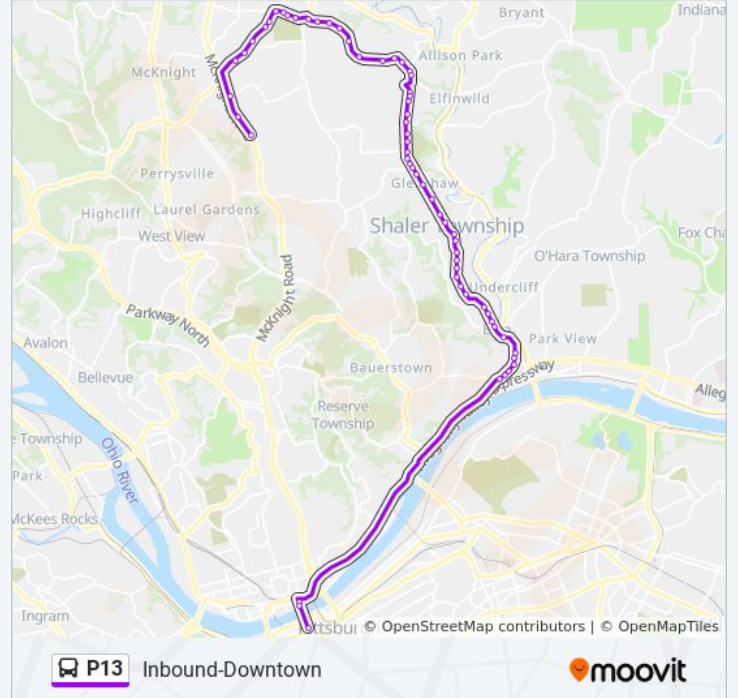 Bryant
Indiana
McKnight
Allison Park
Elfinwild
Perrysville
Glenshaw
Highcliff
Laurel Gardens
Shaler Township
West View
Fox Cha
O'Hara Township
McKnight Road
Undercliff
Parkway North
Park View
Avalon
Bauerstown
Bellevue
Alleg
Reserve
Township
e Township
Ohio River
Park
McKees Rocks
Ingram
© OpenStreetMap contributors | © OpenMapTiles
P13 Inbound-Downtown
moovit